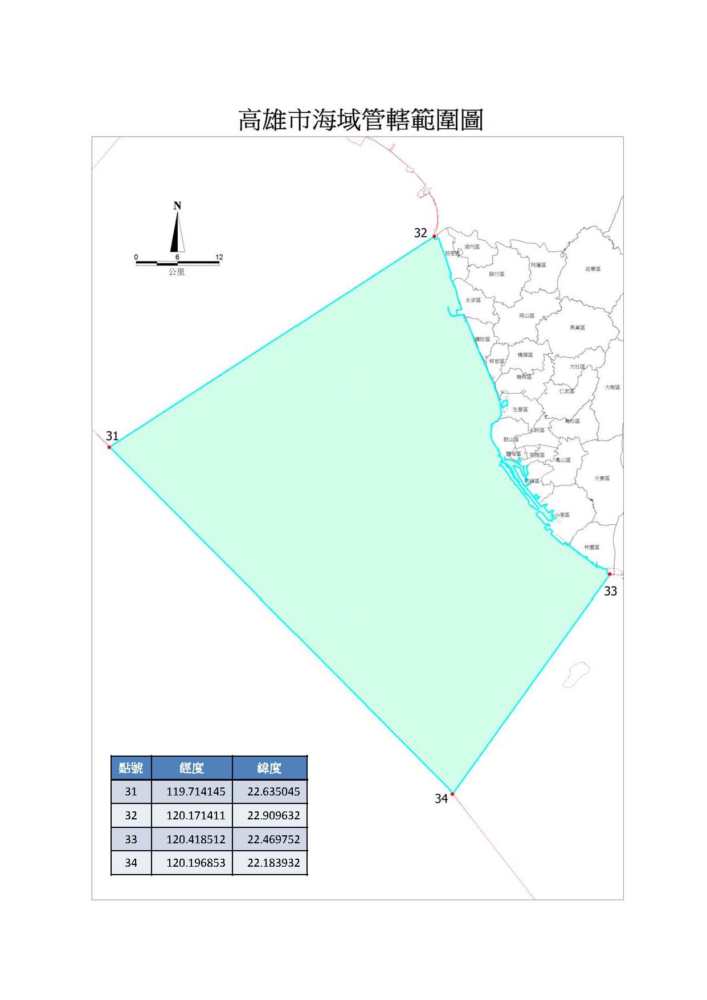 高雄市海域管轄範圍圖
N
0 6 12
公里
32
湖內區
茄萣區
阿蓮區
田寮區
路竹區
永安區
岡山區
燕巢區
彌陀區
橋頭區
梓官區
大社區
楠梓區
大樹區
仁武區
左營區
鳥松區
三民區
31
鼓山區
鹽埕區
苓雅區
鳳山區
大寮區
前鎮區
小港區
林園區
33
34
點號 經度 緯度
31 119.714145 22.635045
32 120.171411 22.909632
33 120.418512 22.469752
34 120.196853 22.183932